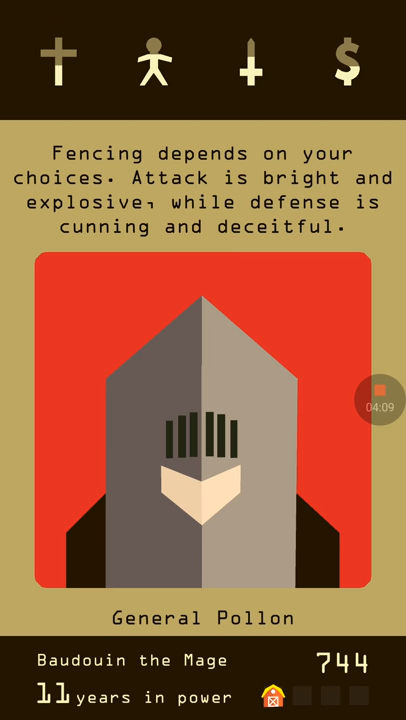 Fencing depends on your
choices. Attack is bright and
explosive, while defense is
cunning and deceitful.
04:09
General Pollon
Baudouin the Mage
744
11 years in power